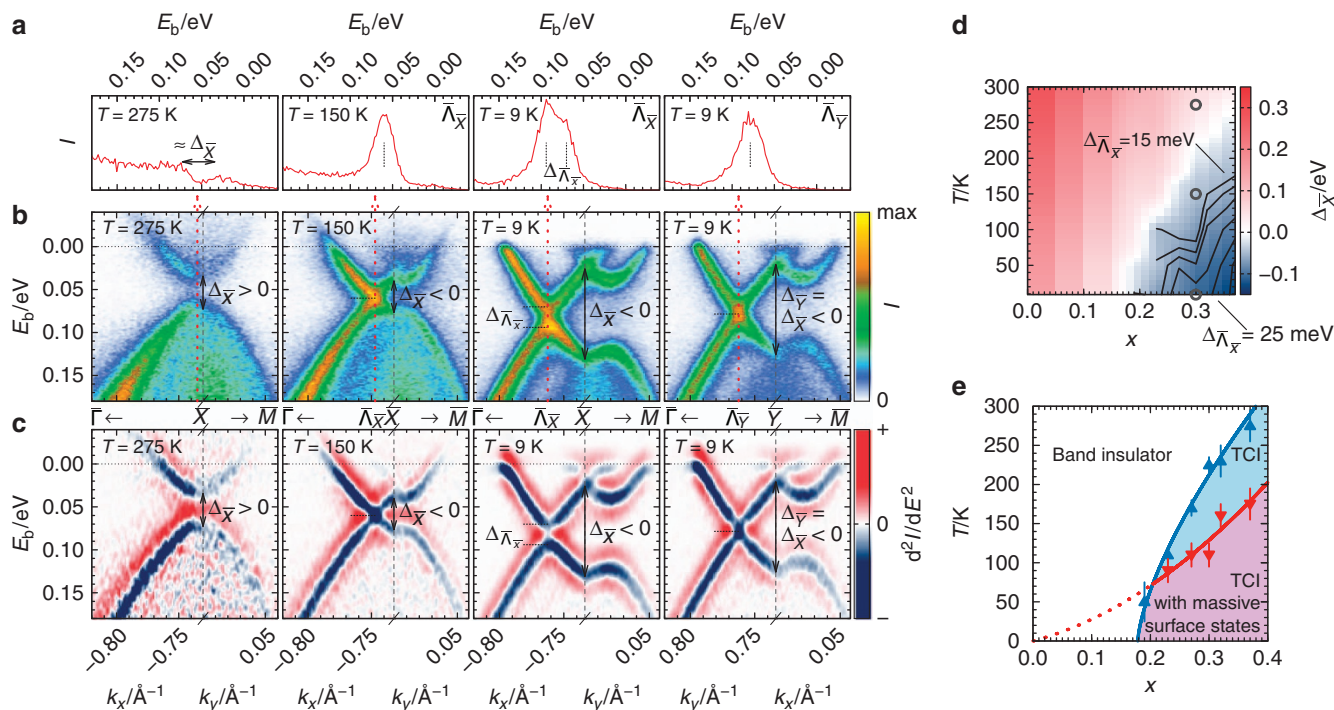 a
E_b/eV E_b/eV E_b/eV E_b/eV
0.15 0.10 0.05 0.00 0.15 0.10 0.05 0.00 0.15 0.10 0.05 0.00 0.15 0.10 0.05 0.00
I
T = 275 K
≈ Δ_X̅
T = 150 K Λ̅_X̅
T = 9 K Λ̅_X̅
Δ_Λ̅_X̅
T = 9 K Λ̅_Y̅
b
E_b/eV
0.00
0.05
0.10
0.15
T = 275 K
Δ_X̅ > 0
T = 150 K
Δ_X̅ < 0
T = 9 K
Δ_Λ̅_X̅
Δ_X̅ < 0
T = 9 K
Δ_Y̅ =
Δ_X̅ < 0
max
I
0
Γ̅ ← X̅ → M̅ Γ̅ ← Λ̅_X̅ X̅ → M̅ Γ̅ ← Λ̅_X̅ X̅ → M̅ Γ̅ ← Λ̅_Y̅ Y̅ → M̅
c
E_b/eV
0.00
0.05
0.10
0.15
T = 275 K
Δ_X̅ > 0
T = 150 K
Δ_X̅ < 0
T = 9 K
Δ_Λ̅_X̅
Δ_X̅ < 0
T = 9 K
Δ_Y̅ =
Δ_X̅ < 0
+
0
−
d²I/dE²
−0.80 −0.75 0.05 −0.80 −0.75 0.05 −0.80 −0.75 0.05 0.80 0.75 0.05
k_x/Å⁻¹ k_y/Å⁻¹ k_x/Å⁻¹ k_y/Å⁻¹ k_x/Å⁻¹ k_y/Å⁻¹ k_y/Å⁻¹ k_x/Å⁻¹
d
T/K
300
250
200
150
100
50
0.0 0.1 0.2 0.3
x
Δ_Λ̅_X̅=15 meV
Δ_Λ̅_X̅= 25 meV
0.3
0.2
0.1
0.0
−0.1
Δ_X̅/eV
e
T/K
300
250
200
150
100
50
0
Band insulator
TCI
TCI
with massive
surface states
0.0 0.1 0.2 0.3 0.4
x